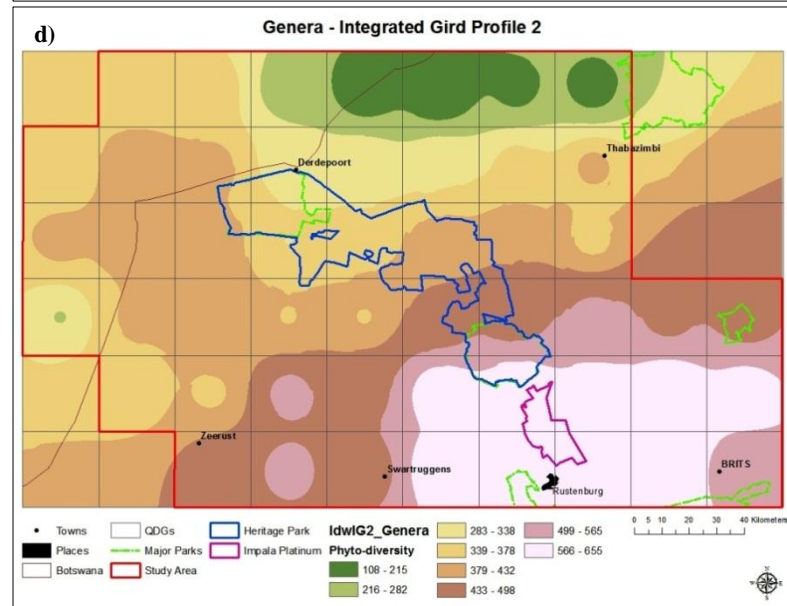 d)
Genera - Integrated Gird Profile 2
Derdepoort
Thabazimbi
Zeerust
Swartruggens
Rustenburg
BRITS
Towns
QDGs
Heritage Park
IdwIG2_Genera
283 - 338
499 - 565
0 5 10 20 30 40 Kilometers
Places
Major Parks
Impala Platinum
Phyto-diversity
339 - 378
566 - 655
Botswana
Study Area
108 - 215
379 - 432
216 - 282
433 - 498
N
W
E
S